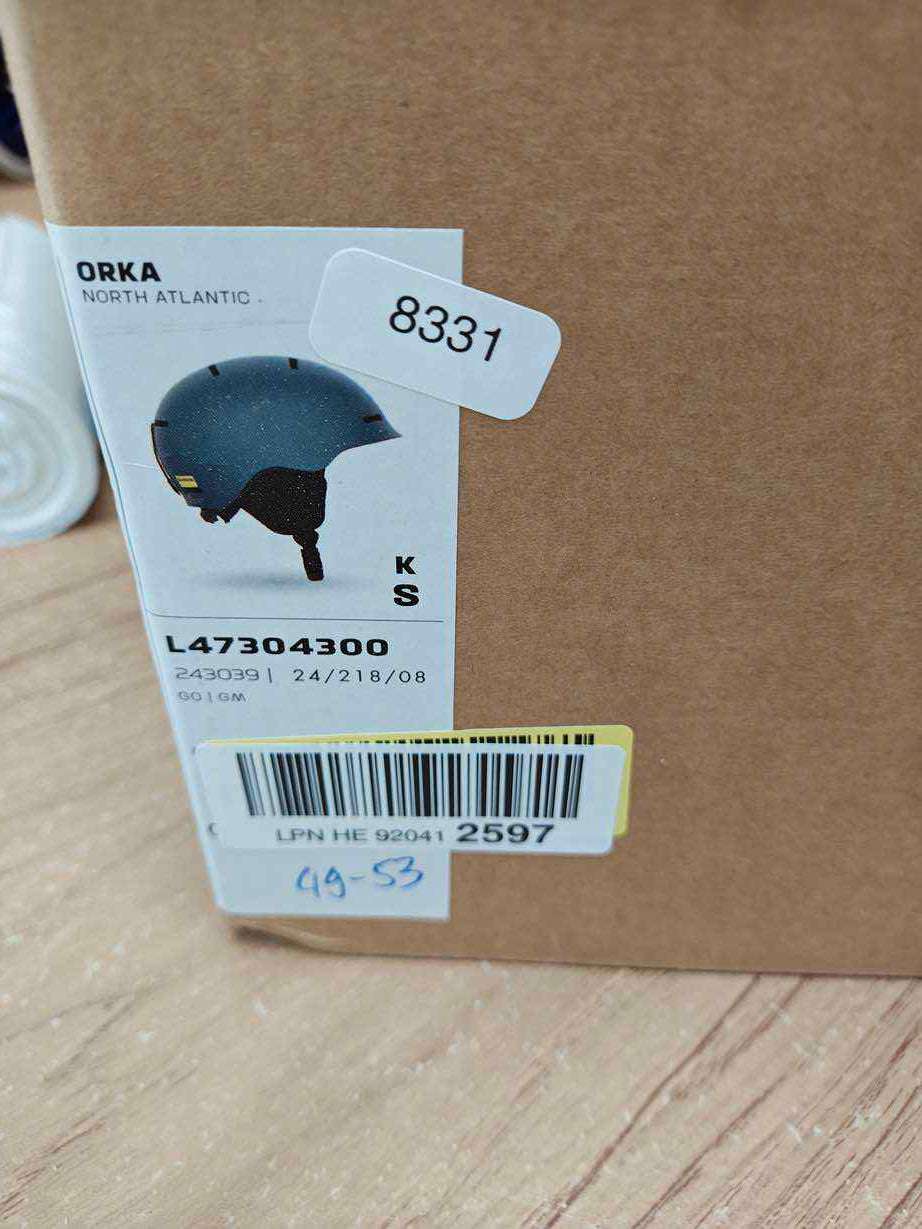 ORKA
NORTH ATLANTIC
8331
K
S
L47304300
243039 | 24/218/08
GO | GM
LPN HE 92041 2597
49-53